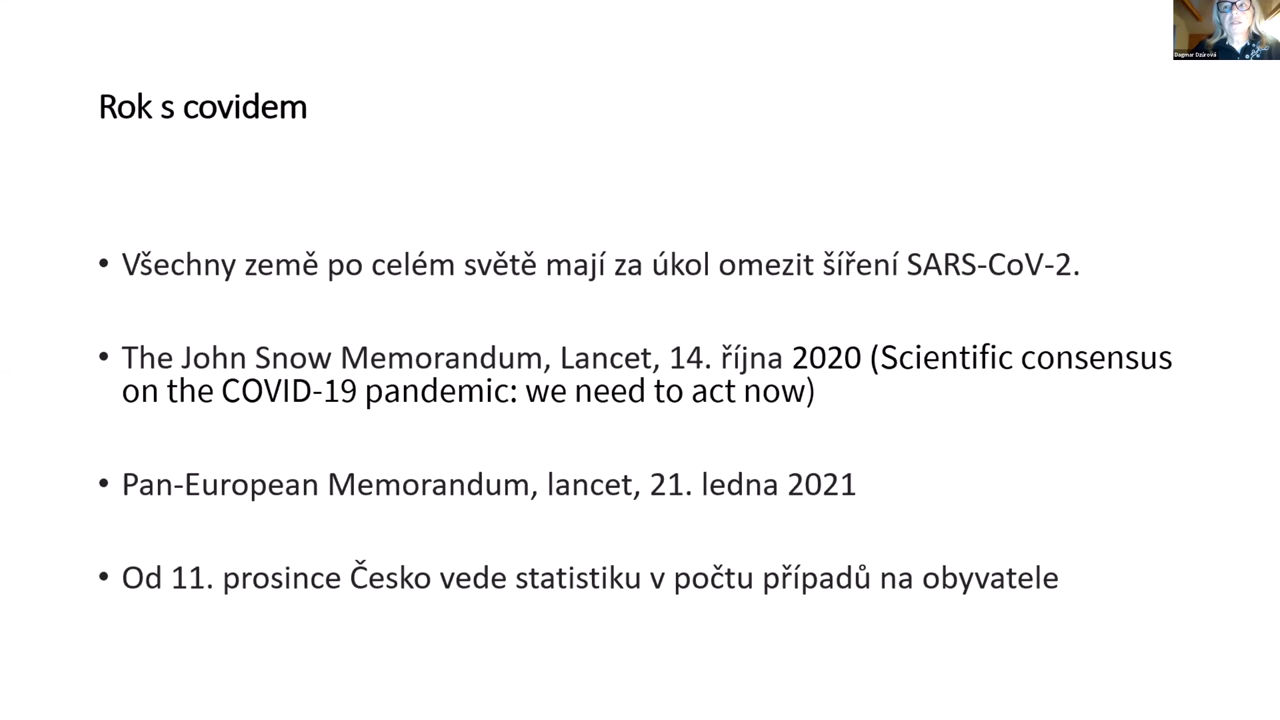 Dagmar Dzúrová
Rok s covidem
• Všechny země po celém světě mají za úkol omezit šíření SARS-CoV-2.
• The John Snow Memorandum, Lancet, 14. října 2020 (Scientific consensus
on the COVID-19 pandemic: we need to act now)
• Pan-European Memorandum, lancet, 21. ledna 2021
• Od 11. prosince Česko vede statistiku v počtu případů na obyvatele